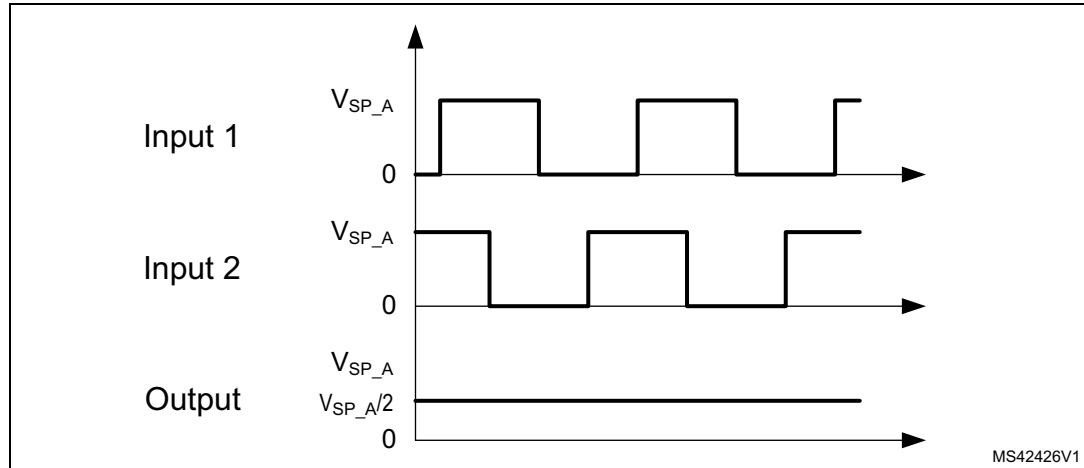 V_SP_A
Input 1
0
V_SP_A
Input 2
0
V_SP_A
Output
V_SP_A/2
0
MS42426V1